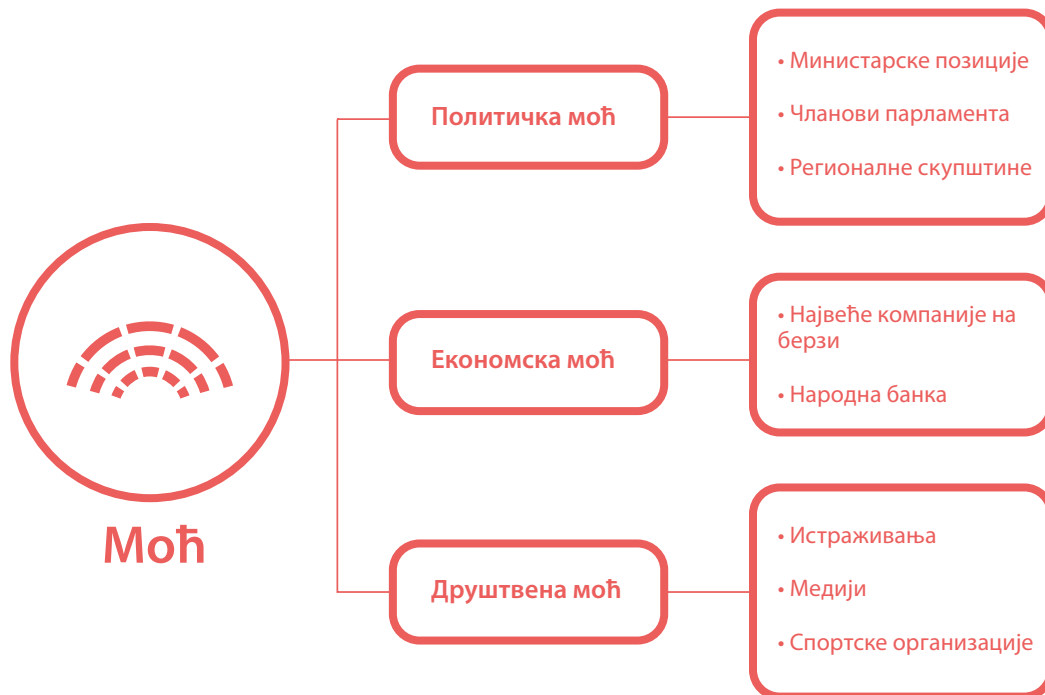 Моћ
Политичка моћ
• Министарске позиције
• Чланови парламента
• Регионалне скупштине
Економска моћ
• Највеће компаније на
берзи
• Народна банка
Друштвена моћ
• Истраживања
• Медији
• Спортске организације